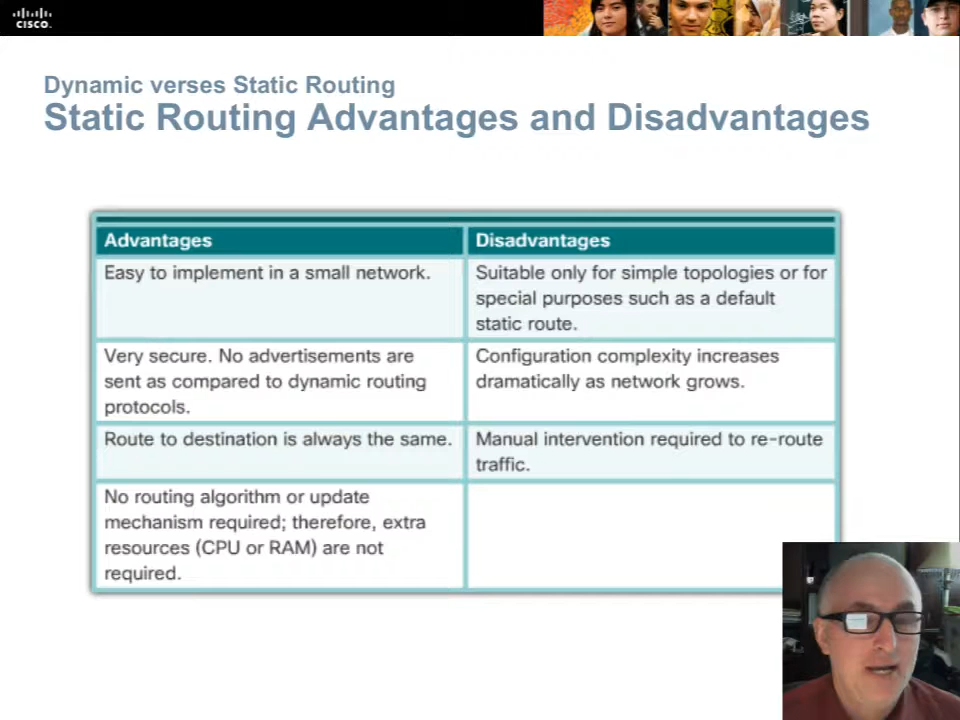 CISCO.
Dynamic verses Static Routing
Static Routing Advantages and Disadvantages
Advantages
Disadvantages
Easy to implement in a small network.
Suitable only for simple topologies or for
special purposes such as a default
static route.
Very secure. No advertisements are
sent as compared to dynamic routing
protocols.
Configuration complexity increases
dramatically as network grows.
Route to destination is always the same.
Manual intervention required to re-route
traffic.
No routing algorithm or update
mechanism required; therefore, extra
resources (CPU or RAM) are not
required.